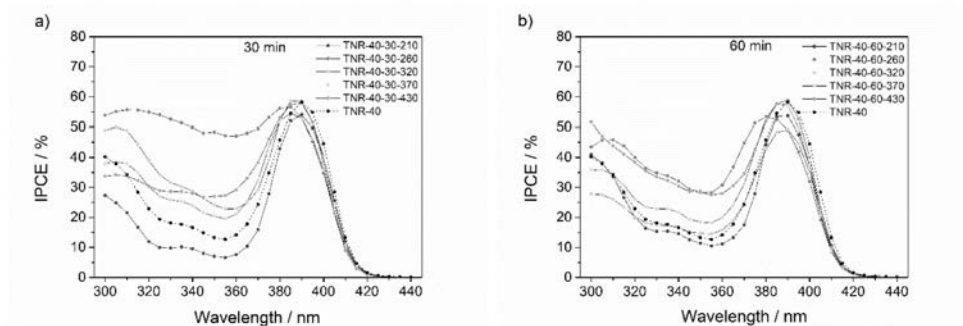 a)
30 min
TNR-40-30-210
TNR-40-30-260
TNR-40-30-320
TNR-40-30-370
TNR-40-30-430
TNR-40
IPCE / %
80
70
60
50
40
30
20
10
0
300 320 340 360 380 400 420 440
Wavelength / nm
b)
60 min
TNR-40-60-210
TNR-40-60-260
TNR-40-60-320
TNR-40-60-370
TNR-40-60-430
TNR-40
IPCE / %
80
70
60
50
40
30
20
10
0
300 320 340 360 380 400 420 440
Wavelength / nm